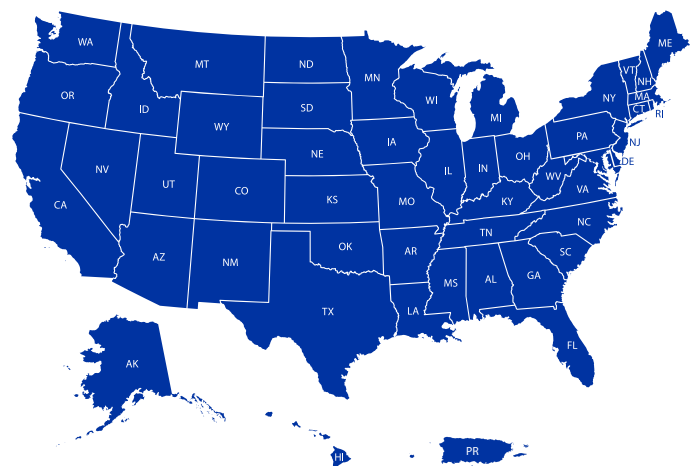 WA
MT
ND
MN
ME
OR
ID
SD
WI
MI
NY
VT
NH
MA
CT
RI
WY
NE
IA
PA
NJ
NV
UT
CO
KS
MO
IL
IN
OH
WV
DE
VA
KY
CA
AZ
NM
OK
AR
TN
NC
SC
TX
LA
MS
AL
GA
FL
AK
HI
PR